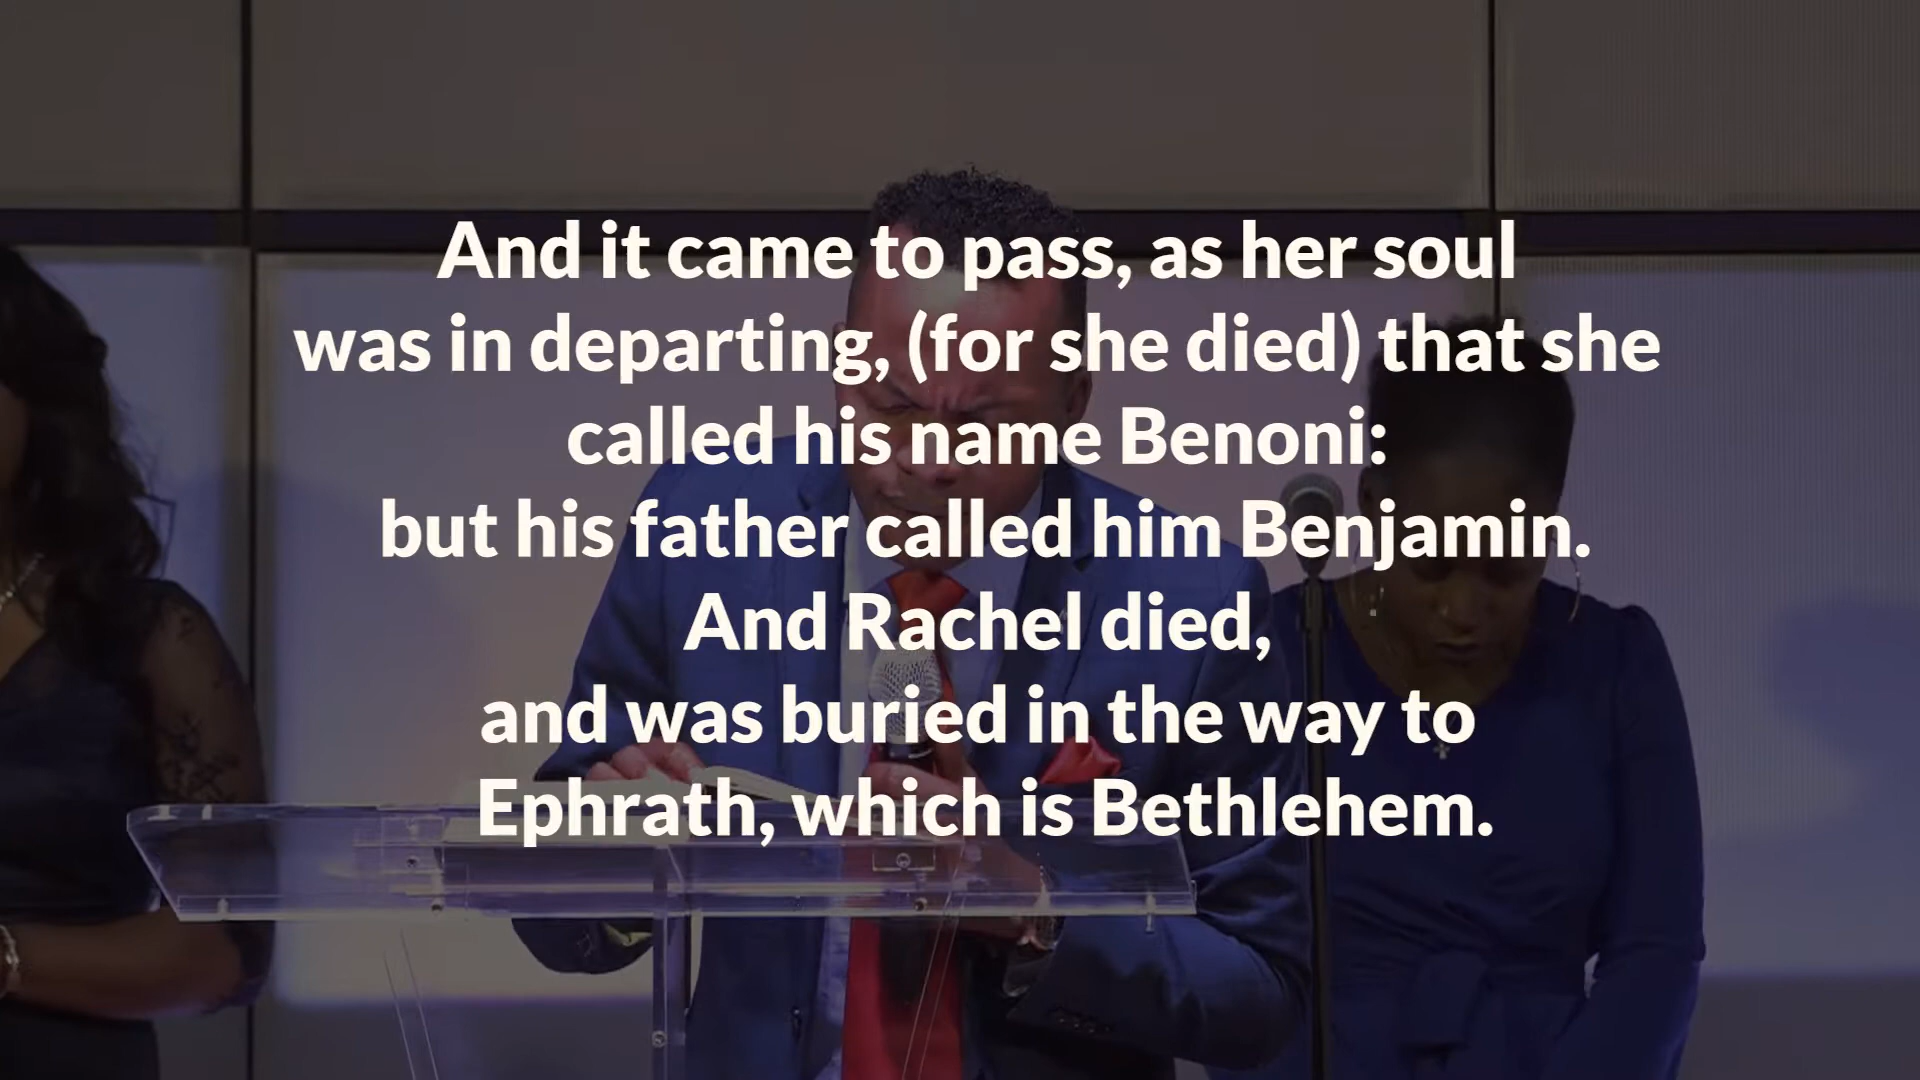 And it came to pass, as her soul
was in departing, (for she died) that she
called his name Benoni:
but his father called him Benjamin.
And Rachel died,
and was buried in the way to
Ephrath, which is Bethlehem.